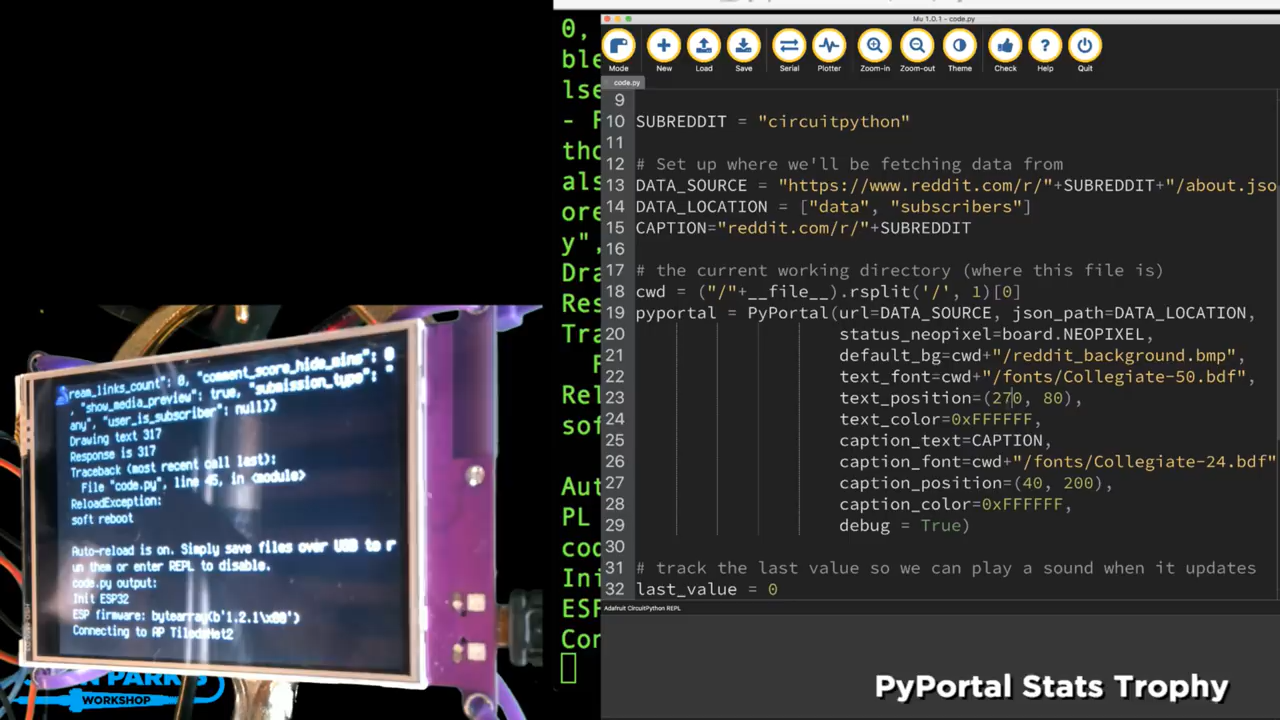 0,
ble
lse
- F
tho
als
ore
y",
Dra
Res
Tra
F
Rel
sof
Aut
PL
cod
Ini
ESP
Con
Mu 1.0.1 - code.py
Mode New Load Save Serial Plotter Zoom-in Zoom-out Theme Check Help Quit
code.py
9
10 SUBREDDIT = "circuitpython"
11
12 # Set up where we'll be fetching data from
13 DATA_SOURCE = "https://www.reddit.com/r/"+SUBREDDIT+"/about.jso
14 DATA_LOCATION = ["data", "subscribers"]
15 CAPTION="reddit.com/r/"+SUBREDDIT
16
17 # the current working directory (where this file is)
18 cwd = ("/"+__file__).rsplit('/', 1)[0]
19 pyportal = PyPortal(url=DATA_SOURCE, json_path=DATA_LOCATION,
20 status_neopixel=board.NEOPIXEL,
21 default_bg=cwd+"/reddit_background.bmp",
22 text_font=cwd+"/fonts/Collegiate-50.bdf",
23 text_position=(270, 80),
24 text_color=0xFFFFFF,
25 caption_text=CAPTION,
26 caption_font=cwd+"/fonts/Collegiate-24.bdf"
27 caption_position=(40, 200),
28 caption_color=0xFFFFFF,
29 debug = True)
30
31 # track the last value so we can play a sound when it updates
32 last_value = 0
Adafruit CircuitPython REPL
ream_links_count": 0, "comment_score_hide_mins": 0
, "show_media_preview": true, "submission_type": "
any", "user_is_subscriber": null}}
Drawing text 317
Response is 317
Traceback (most recent call last):
File "code.py", line 45, in <module>
ReloadException:
soft reboot
Auto-reload is on. Simply save files over USB to r
un them or enter REPL to disable.
code.py output:
Init ESP32
ESP firmware: bytearray(b'1.2.1\x00')
Connecting to AP
WORKSHOP
PyPortal Stats Trophy